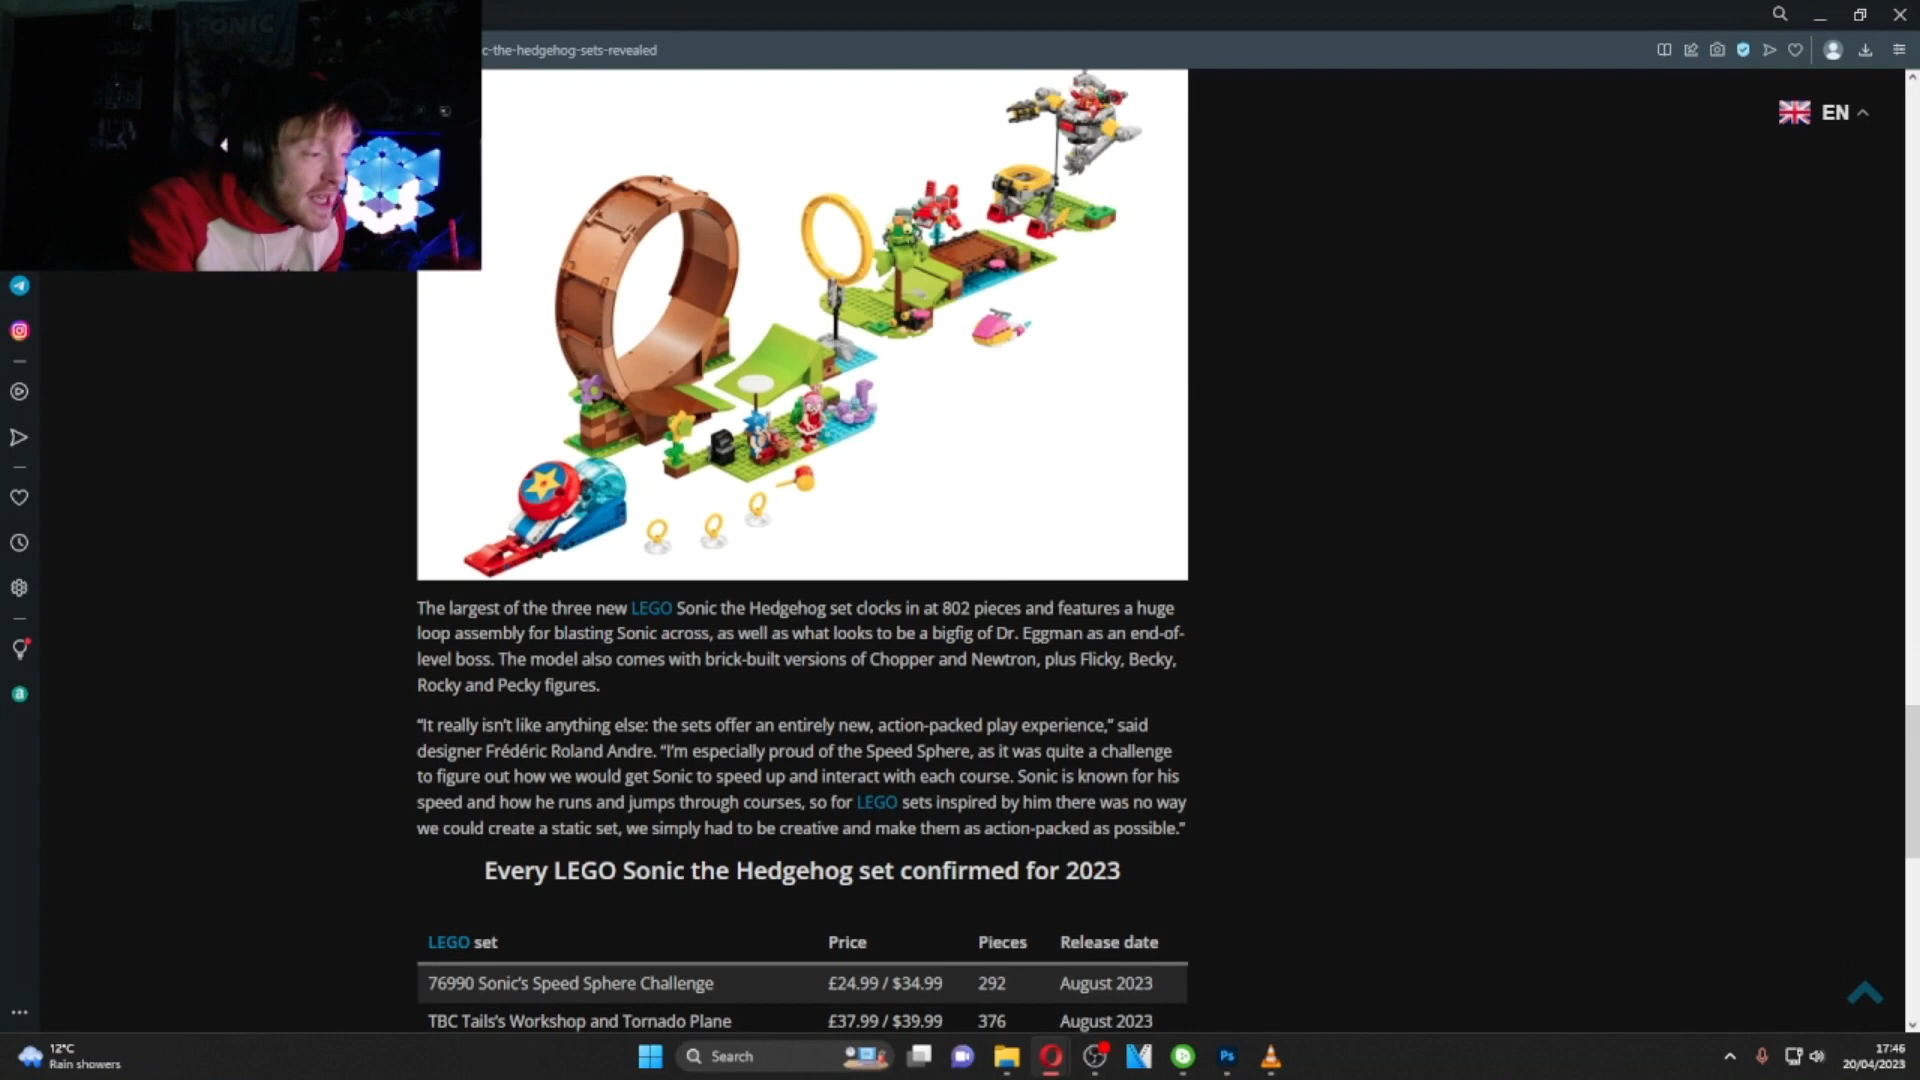 SONIC
c-the-hedgehog-sets-revealed
EN
The largest of the three new LEGO Sonic the Hedgehog set clocks in at 802 pieces and features a huge
loop assembly for blasting Sonic across, as well as what looks to be a bigfig of Dr. Eggman as an end-of-
level boss. The model also comes with brick-built versions of Chopper and Newtron, plus Flicky, Becky,
Rocky and Pecky figures.
“It really isn’t like anything else: the sets offer an entirely new, action-packed play experience,” said
designer Frédéric Roland Andre. “I’m especially proud of the Speed Sphere, as it was quite a challenge
to figure out how we would get Sonic to speed up and interact with each course. Sonic is known for his
speed and how he runs and jumps through courses, so for LEGO sets inspired by him there was no way
we could create a static set, we simply had to be creative and make them as action-packed as possible.”
Every LEGO Sonic the Hedgehog set confirmed for 2023
LEGO set Price Pieces Release date
76990 Sonic’s Speed Sphere Challenge £24.99 / $34.99 292 August 2023
TBC Tails’s Workshop and Tornado Plane £37.99 / $39.99 376 August 2023
a
12°C
Rain showers
Search
Ps
17:46
20/04/2023